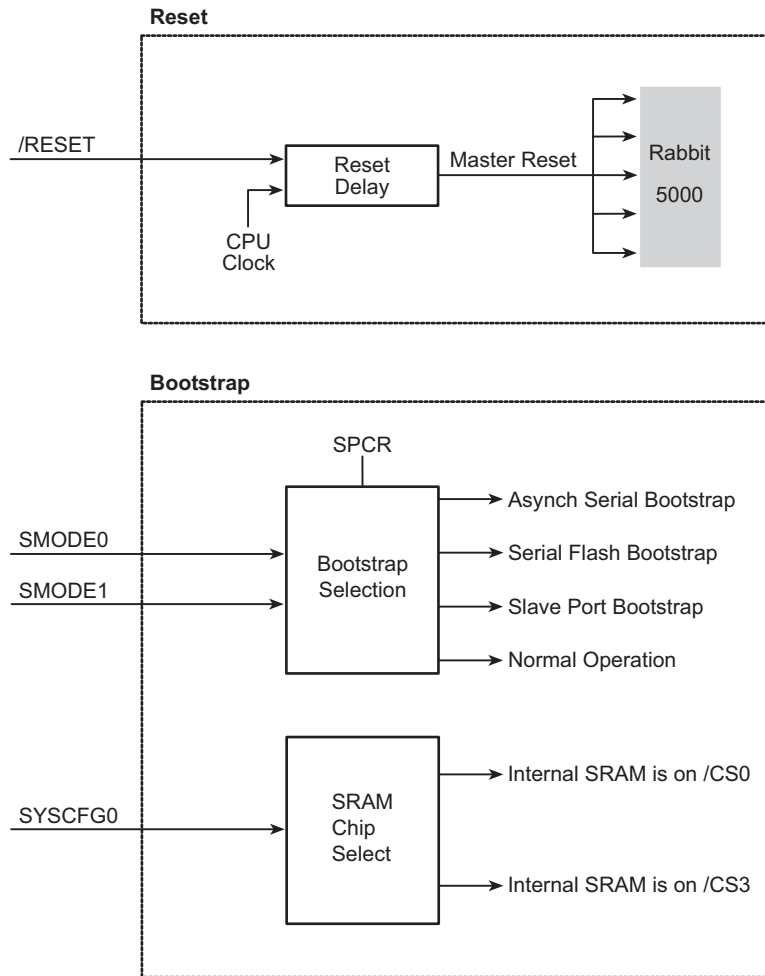 Reset
/RESET
Reset
Delay
CPU
Clock
Master Reset
Rabbit
5000
Bootstrap
SPCR
SMODE0
SMODE1
Bootstrap
Selection
Asynch Serial Bootstrap
Serial Flash Bootstrap
Slave Port Bootstrap
Normal Operation
SYSCFG0
SRAM
Chip
Select
Internal SRAM is on /CS0
Internal SRAM is on /CS3